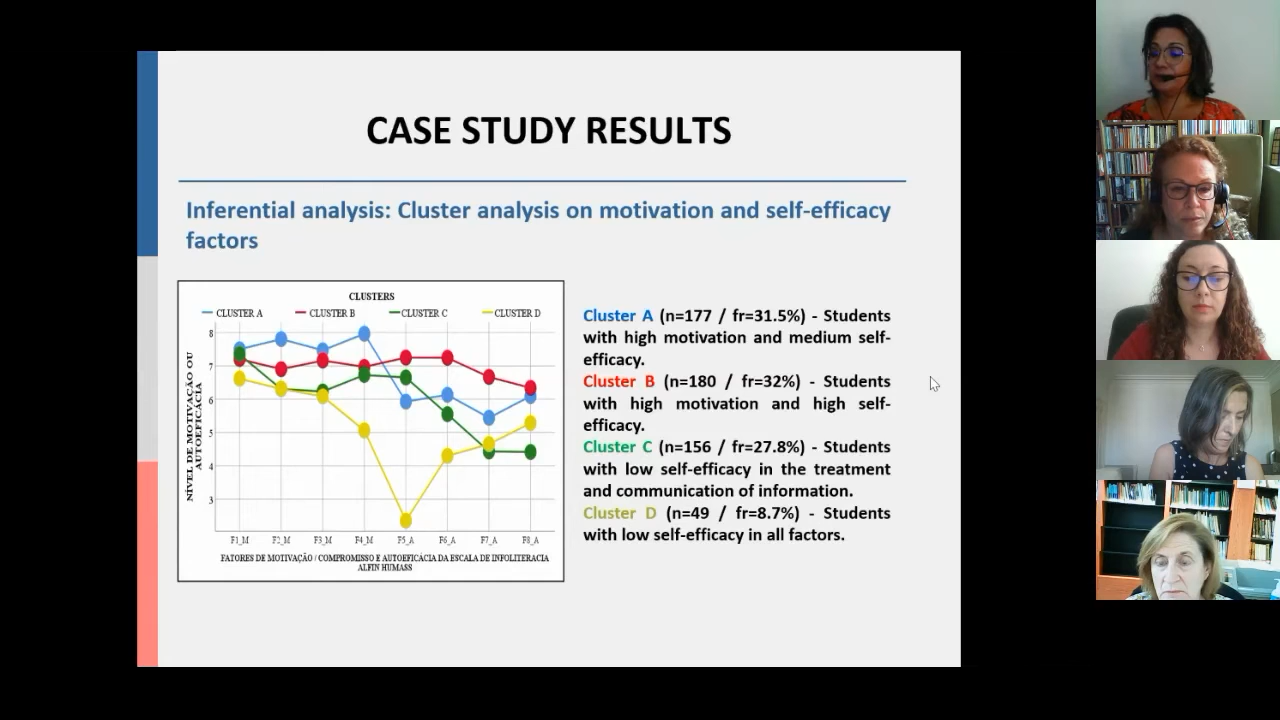 CASE STUDY RESULTS
Inferential analysis: Cluster analysis on motivation and self-efficacy
factors
CLUSTERS
CLUSTER A CLUSTER B CLUSTER C CLUSTER D
8
7
6
5
4
3
NÍVEL DE MOTIVAÇÃO OU
AUTOEFICÁCIA
F1_M F2_M F3_M F4_M F5_A F6_A F7_A F8_A
FATORES DE MOTIVAÇÃO / COMPROMISSO E AUTOEFICÁCIA DA ESCALA DE INFOLITERACIA
ALFIN HUMASS
Cluster A (n=177 / fr=31.5%) - Students
with high motivation and medium self-
efficacy.
Cluster B (n=180 / fr=32%) - Students
with high motivation and high self-
efficacy.
Cluster C (n=156 / fr=27.8%) - Students
with low self-efficacy in the treatment
and communication of information.
Cluster D (n=49 / fr=8.7%) - Students
with low self-efficacy in all factors.